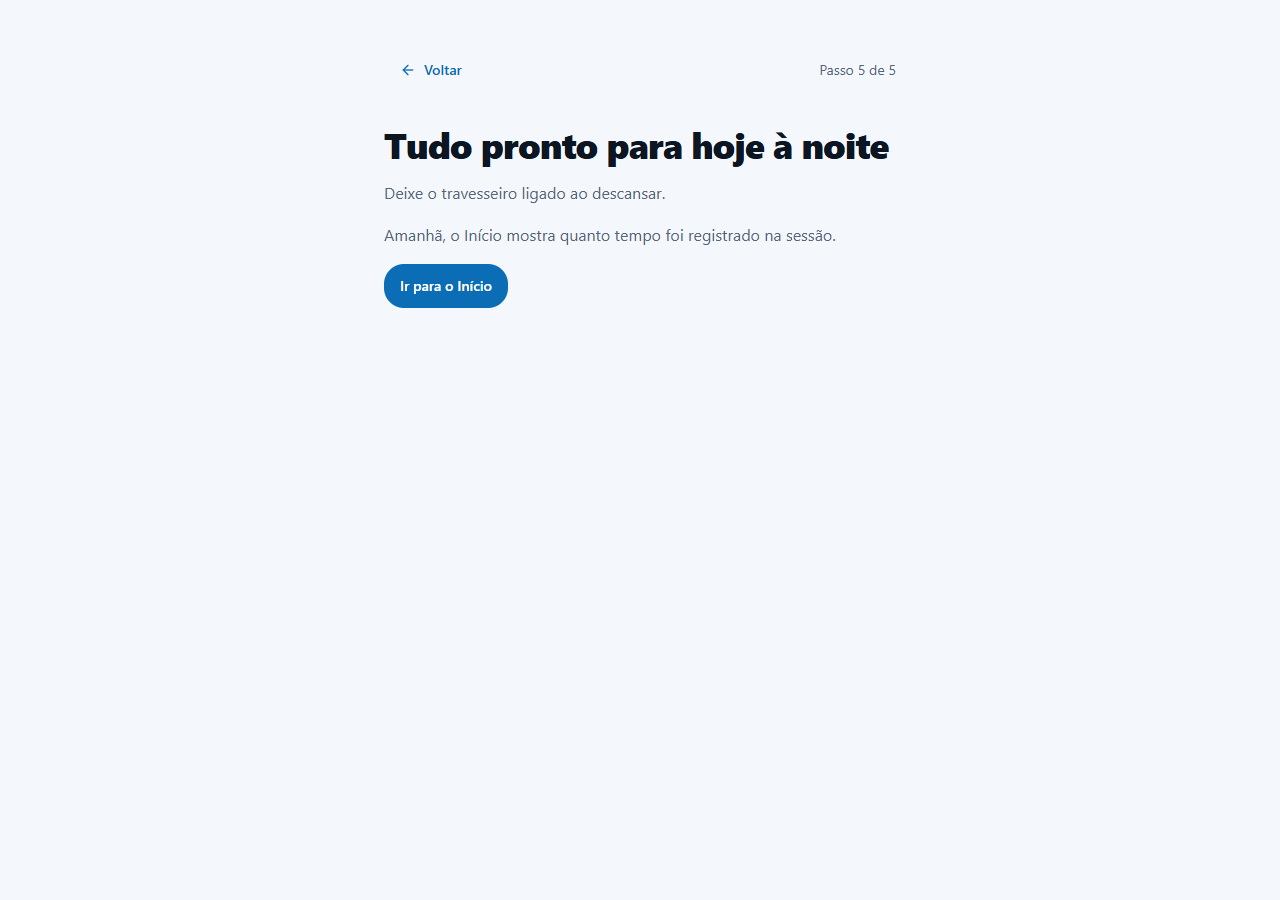 Voltar
Passo 5 de 5
Tudo pronto para hoje à noite
Deixe o travesseiro ligado ao descansar.
Amanhã, o Início mostra quanto tempo foi registrado na sessão.
Ir para o Início